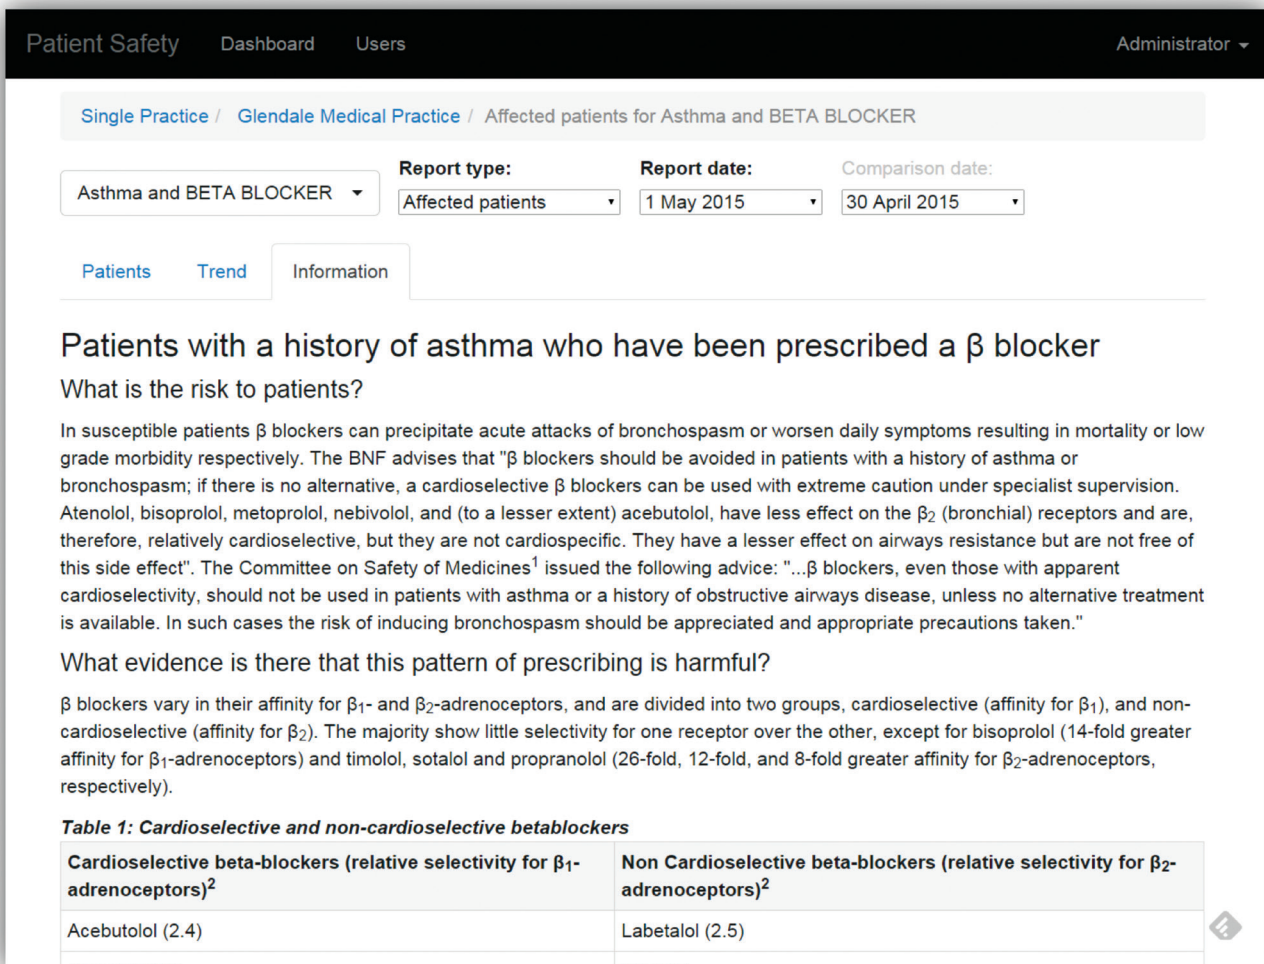 Patient Safety Dashboard Users Administrator
Single Practice / Glendale Medical Practice / Affected patients for Asthma and BETA BLOCKER
Asthma and BETA BLOCKER
Report type:
Affected patients
Report date:
1 May 2015
Comparison date:
30 April 2015
Patients Trend Information
Patients with a history of asthma who have been prescribed a β blocker
What is the risk to patients?
In susceptible patients β blockers can precipitate acute attacks of bronchospasm or worsen daily symptoms resulting in mortality or low
grade morbidity respectively. The BNF advises that "β blockers should be avoided in patients with a history of asthma or
bronchospasm; if there is no alternative, a cardioselective β blockers can be used with extreme caution under specialist supervision.
Atenolol, bisoprolol, metoprolol, nebivolol, and (to a lesser extent) acebutolol, have less effect on the β₂ (bronchial) receptors and are,
therefore, relatively cardioselective, but they are not cardiospecific. They have a lesser effect on airways resistance but are not free of
this side effect". The Committee on Safety of Medicines¹ issued the following advice: "...β blockers, even those with apparent
cardioselectivity, should not be used in patients with asthma or a history of obstructive airways disease, unless no alternative treatment
is available. In such cases the risk of inducing bronchospasm should be appreciated and appropriate precautions taken."
What evidence is there that this pattern of prescribing is harmful?
β blockers vary in their affinity for β₁- and β₂-adrenoceptors, and are divided into two groups, cardioselective (affinity for β₁), and non-
cardioselective (affinity for β₂). The majority show little selectivity for one receptor over the other, except for bisoprolol (14-fold greater
affinity for β₁-adrenoceptors) and timolol, sotalol and propranolol (26-fold, 12-fold, and 8-fold greater affinity for β₂-adrenoceptors,
respectively).
Table 1: Cardioselective and non-cardioselective betablockers
Cardioselective beta-blockers (relative selectivity for β₁-
adrenoceptors)²
Non Cardioselective beta-blockers (relative selectivity for β₂-
adrenoceptors)²
Acebutolol (2.4)
Labetalol (2.5)